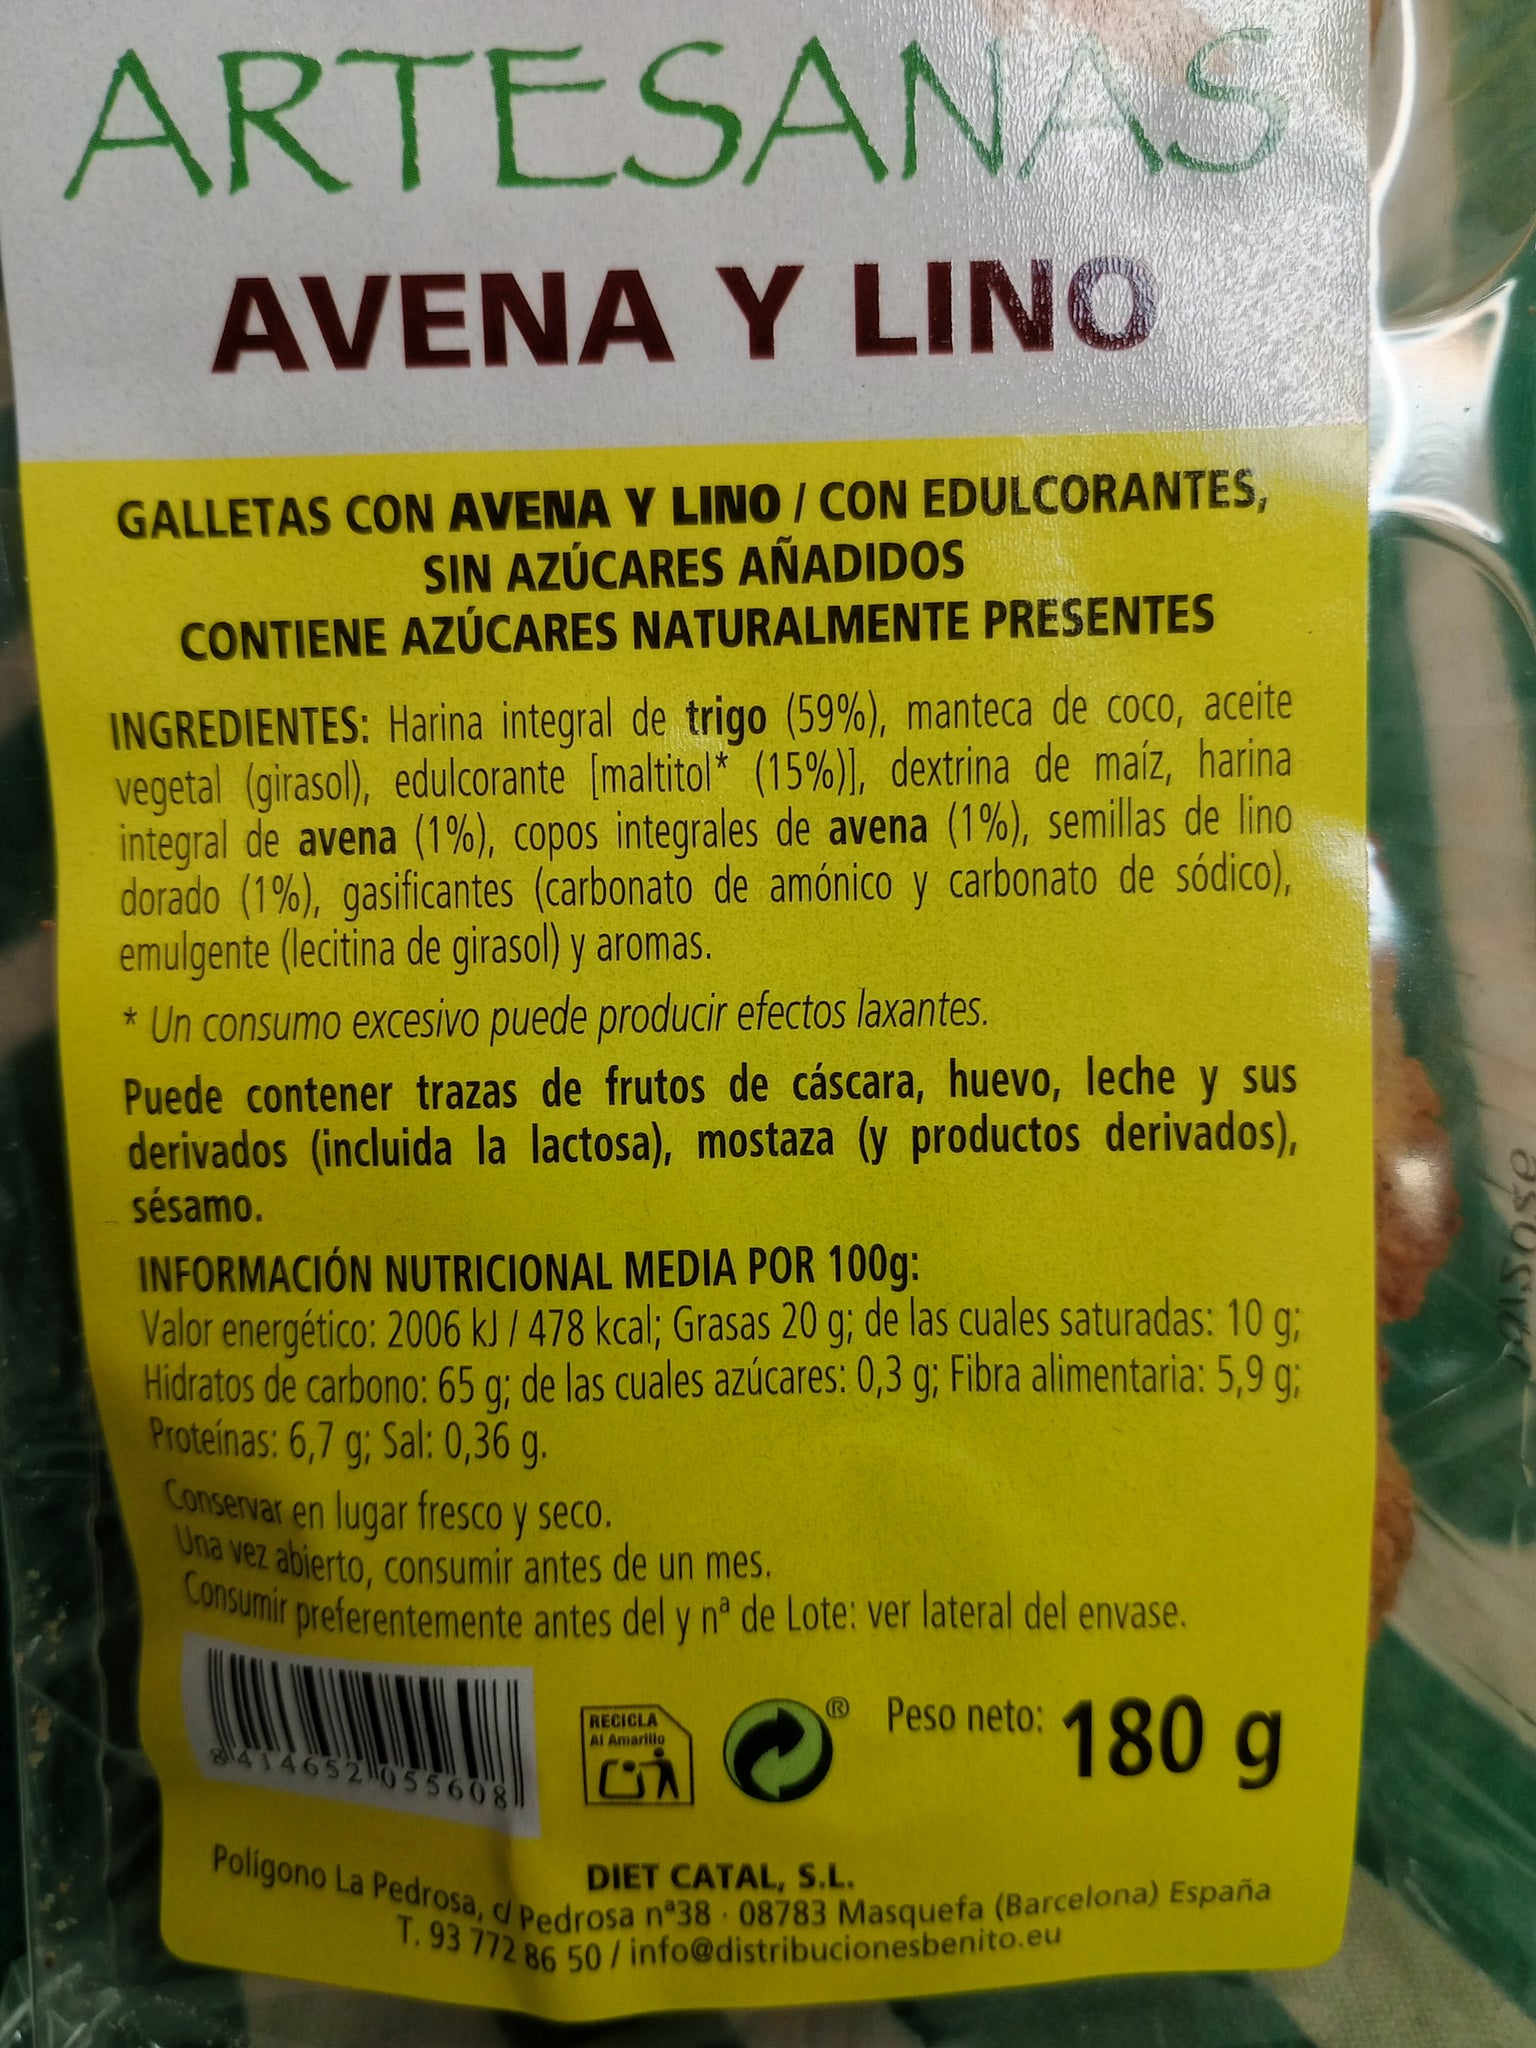 ARTESANAS
AVENA Y LINO
GALLETAS CON AVENA Y LINO / CON EDULCORANTES,
SIN AZÚCARES AÑADIDOS
CONTIENE AZÚCARES NATURALMENTE PRESENTES
INGREDIENTES: Harina integral de trigo (59%), manteca de coco, aceite
vegetal (girasol), edulcorante [maltitol* (15%)], dextrina de maíz, harina
integral de avena (1%), copos integrales de avena (1%), semillas de lino
dorado (1%), gasificantes (carbonato de amónico y carbonato de sódico),
emulgente (lecitina de girasol) y aromas.
* Un consumo excesivo puede producir efectos laxantes.
Puede contener trazas de frutos de cáscara, huevo, leche y sus
derivados (incluida la lactosa), mostaza (y productos derivados),
sésamo.
INFORMACIÓN NUTRICIONAL MEDIA POR 100g:
Valor energético: 2006 kJ / 478 kcal; Grasas 20 g; de las cuales saturadas: 10 g;
Hidratos de carbono: 65 g; de las cuales azúcares: 0,3 g; Fibra alimentaria: 5,9 g;
Proteínas: 6,7 g; Sal: 0,36 g.
Conservar en lugar fresco y seco.
Una vez abierto, consumir antes de un mes.
Consumir preferentemente antes del y nª de Lote: ver lateral del envase.
8414652055608
RECICLA
Al Amarillo
®
Peso neto: 180 g
DIET CATAL, S.L.
Polígono La Pedrosa, c/ Pedrosa nª38 · 08783 Masquefa (Barcelona) España
T. 93 772 86 50 / info@distribucionesbenito.eu